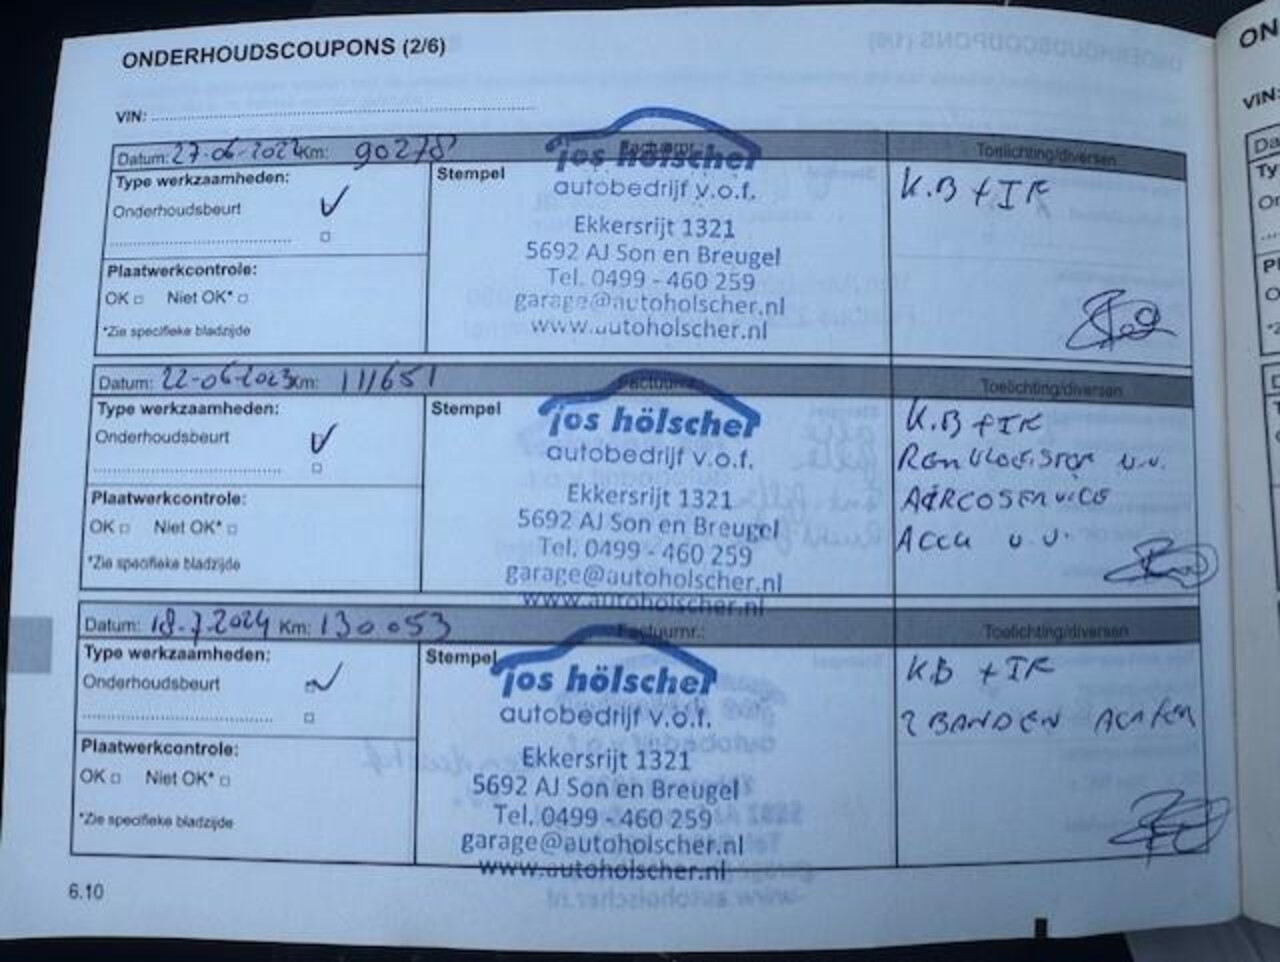 ONDERHOUDSCOUPONS (2/6)
VIN:
Datum: 27-06-2022 Km: 90278 Factuurnr.: Toelichting/diversen
Type werkzaamheden: Stempel
Onderhoudsbeurt
Plaatwerkcontrole:
OK Niet OK*
*Zie specifieke bladzijde
jos hölscher
autobedrijf v.o.f.
Ekkersrijt 1321
5692 AJ Son en Breugel
Tel. 0499 - 460 259
garage@autoholscher.nl
www.autoholscher.nl
K.B + IR
Datum: 22-06-2023 Km: 111651 Factuurnr.: Toelichting/diversen
Type werkzaamheden: Stempel
Onderhoudsbeurt
Plaatwerkcontrole:
OK Niet OK*
*Zie specifieke bladzijde
jos hölscher
autobedrijf v.o.f.
Ekkersrijt 1321
5692 AJ Son en Breugel
Tel. 0499 - 460 259
garage@autoholscher.nl
www.autoholscher.nl
K.B + IR
REMVLOEISTOF v.v.
AIRCOSERVICE
ACCU v.v.
Datum: 18-7-2024 Km: 130053 Factuurnr.: Toelichting/diversen
Type werkzaamheden: Stempel
Onderhoudsbeurt
Plaatwerkcontrole:
OK Niet OK*
*Zie specifieke bladzijde
jos hölscher
autobedrijf v.o.f.
Ekkersrijt 1321
5692 AJ Son en Breugel
Tel. 0499 - 460 259
garage@autoholscher.nl
www.autoholscher.nl
KB + IR
2 BANDEN ACHTER
6.10
ON
VIN: